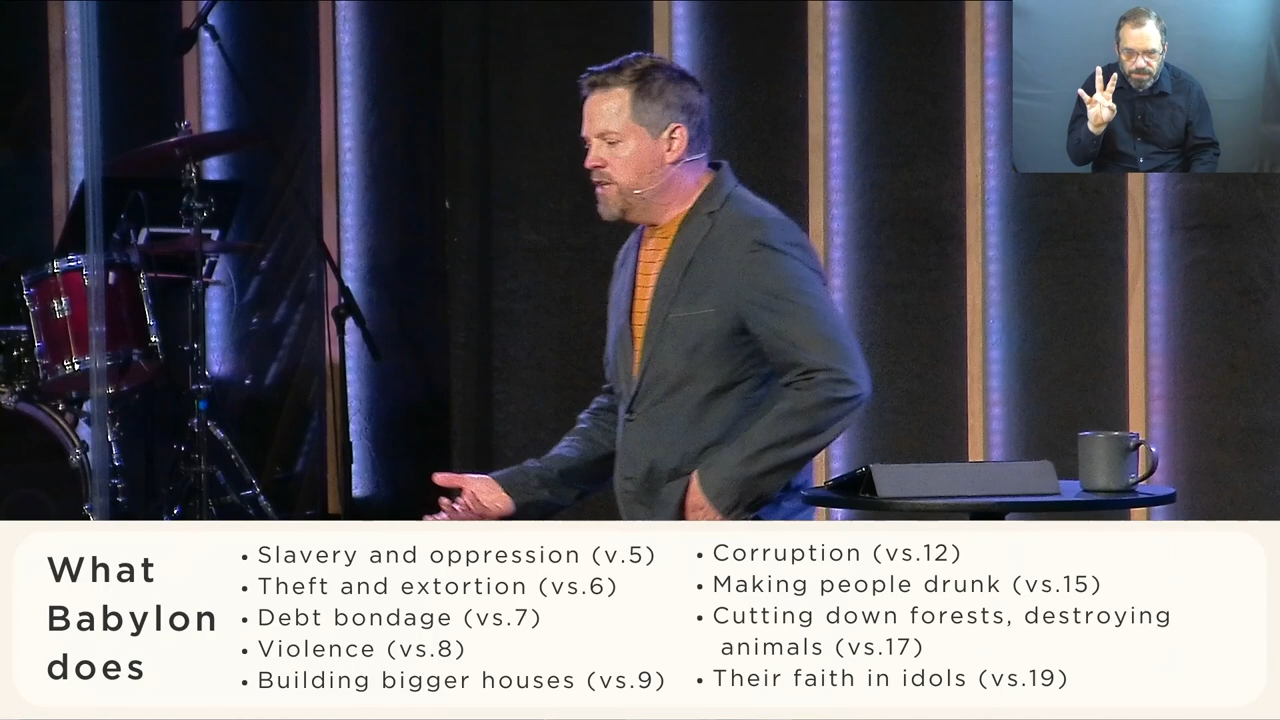 What
Babylon
does
• Slavery and oppression (v.5)
• Theft and extortion (vs.6)
• Debt bondage (vs.7)
• Violence (vs.8)
• Building bigger houses (vs.9)
• Corruption (vs.12)
• Making people drunk (vs.15)
• Cutting down forests, destroying
animals (vs.17)
• Their faith in idols (vs.19)